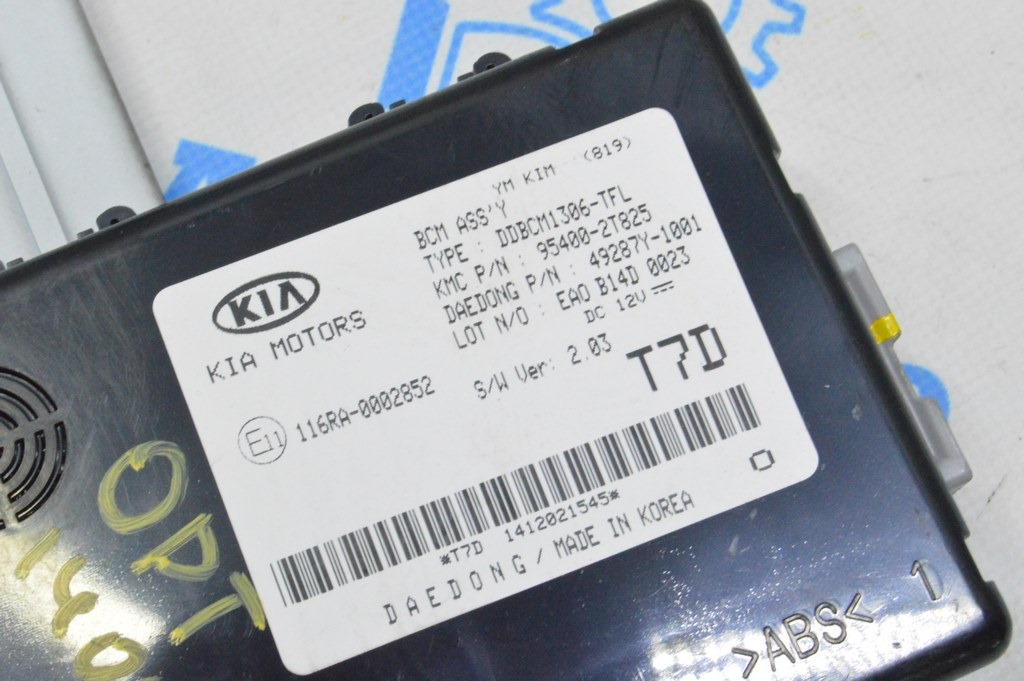 YM KIM (819)
BCM ASS'Y
TYPE : DDBCM1306-TFL
KMC P/N : 95400-2T825
DAEDONG P/N : 49287Y-1001
LOT N/O : EAO B14D 0023
DC 12V
KIA
KIA MOTORS
S/W Ver: 2.03
T7D
E11 116RA-0002852
*T7D 1412021545*
O
DAEDONG / MADE IN KOREA
OPT
>ABS< 1